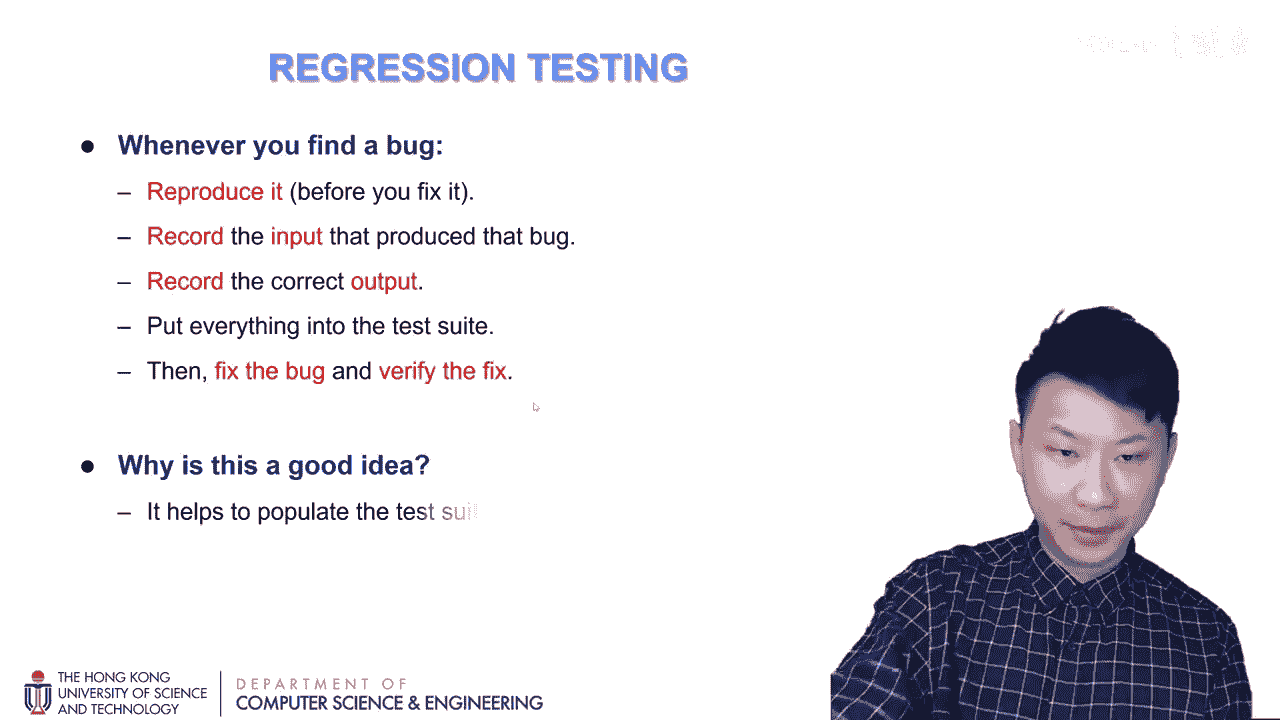 REGRESSION TESTING
● Whenever you find a bug:
– Reproduce it (before you fix it).
– Record the input that produced that bug.
– Record the correct output.
– Put everything into the test suite.
– Then, fix the bug and verify the fix.
● Why is this a good idea?
– It helps to populate the test
THE HONG KONG
UNIVERSITY OF SCIENCE
AND TECHNOLOGY
DEPARTMENT OF
COMPUTER SCIENCE & ENGINEERING